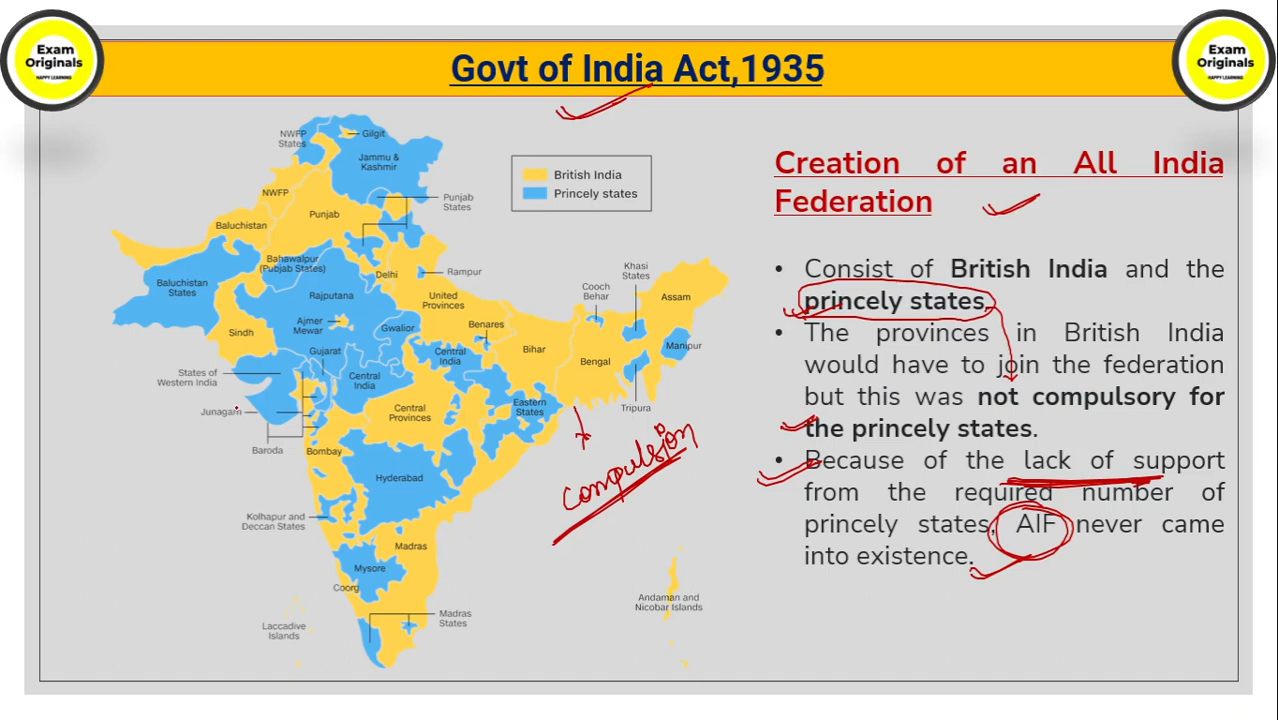 Exam
Originals
HAPPY LEARNING
Govt of India Act,1935
Exam
Originals
HAPPY LEARNING
NWFP
States
Gilgit
Jammu &
Kashmir
British India
Princely states
NWFP
Punjab
Punjab
States
Baluchistan
Bahawalpur
(Pubjab States)
Delhi
Rampur
Baluchistan
States
Rajputana
United
Provinces
Khasi
States
Cooch
Behar
Assam
Sindh
Ajmer
Mewar
Gwalior
Benares
Gujarat
Central
India
Bihar
Bengal
Manipur
States of
Western India
Central
India
Junagarh
Central
Provinces
Eastern
States
Tripura
Baroda
Bombay
Hyderabad
Kolhapur and
Deccan States
Madras
Mysore
Coorg
Andaman and
Nicobar Islands
Laccadive
Islands
Madras
States
compulsion
Creation of an All India
Federation
• Consist of British India and the
princely states.
• The provinces in British India
would have to join the federation
but this was not compulsory for
the princely states.
• Because of the lack of support
from the required number of
princely states, AIF never came
into existence.